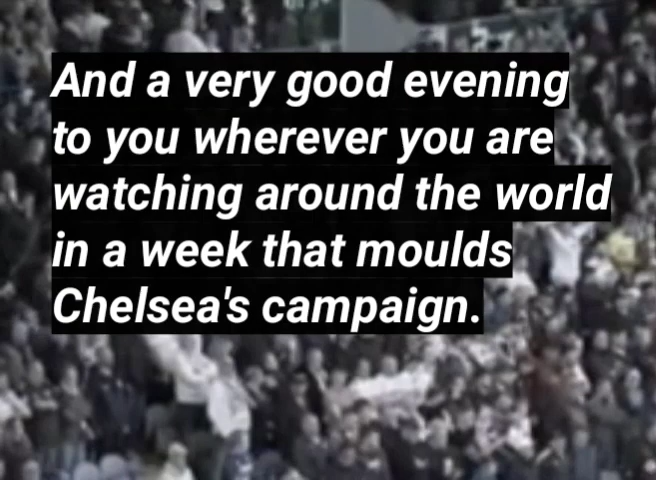 And a very good evening
to you wherever you are
watching around the world
in a week that moulds
Chelsea's campaign.